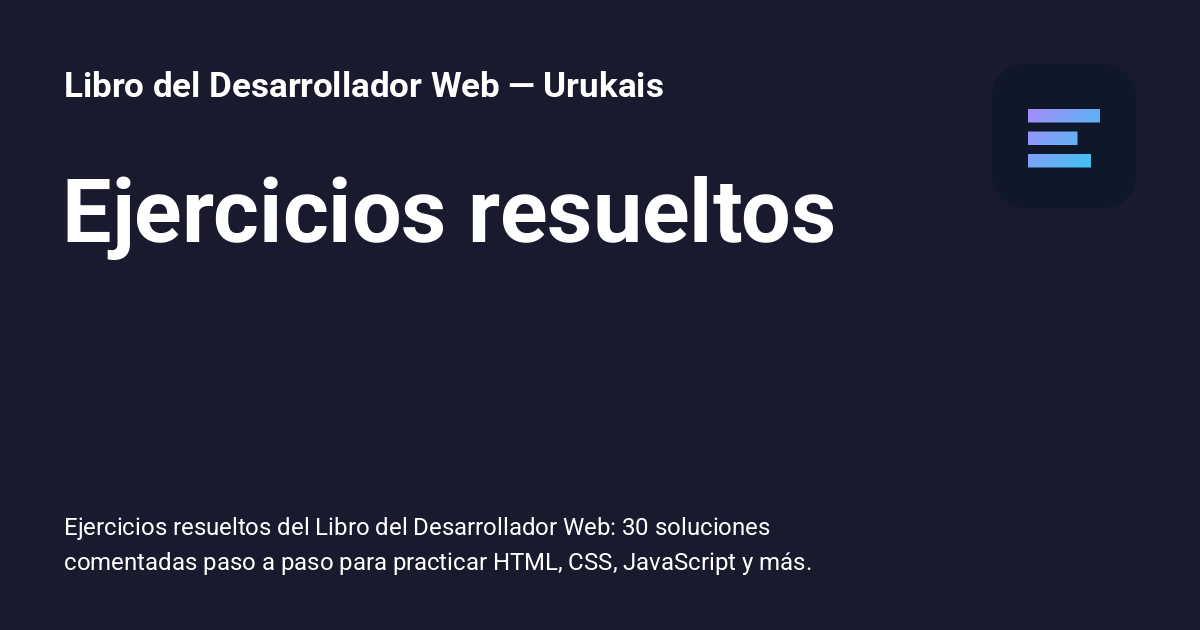 Libro del Desarrollador Web — Urukais
Ejercicios resueltos
Ejercicios resueltos del Libro del Desarrollador Web: 30 soluciones
comentadas paso a paso para practicar HTML, CSS, JavaScript y más.